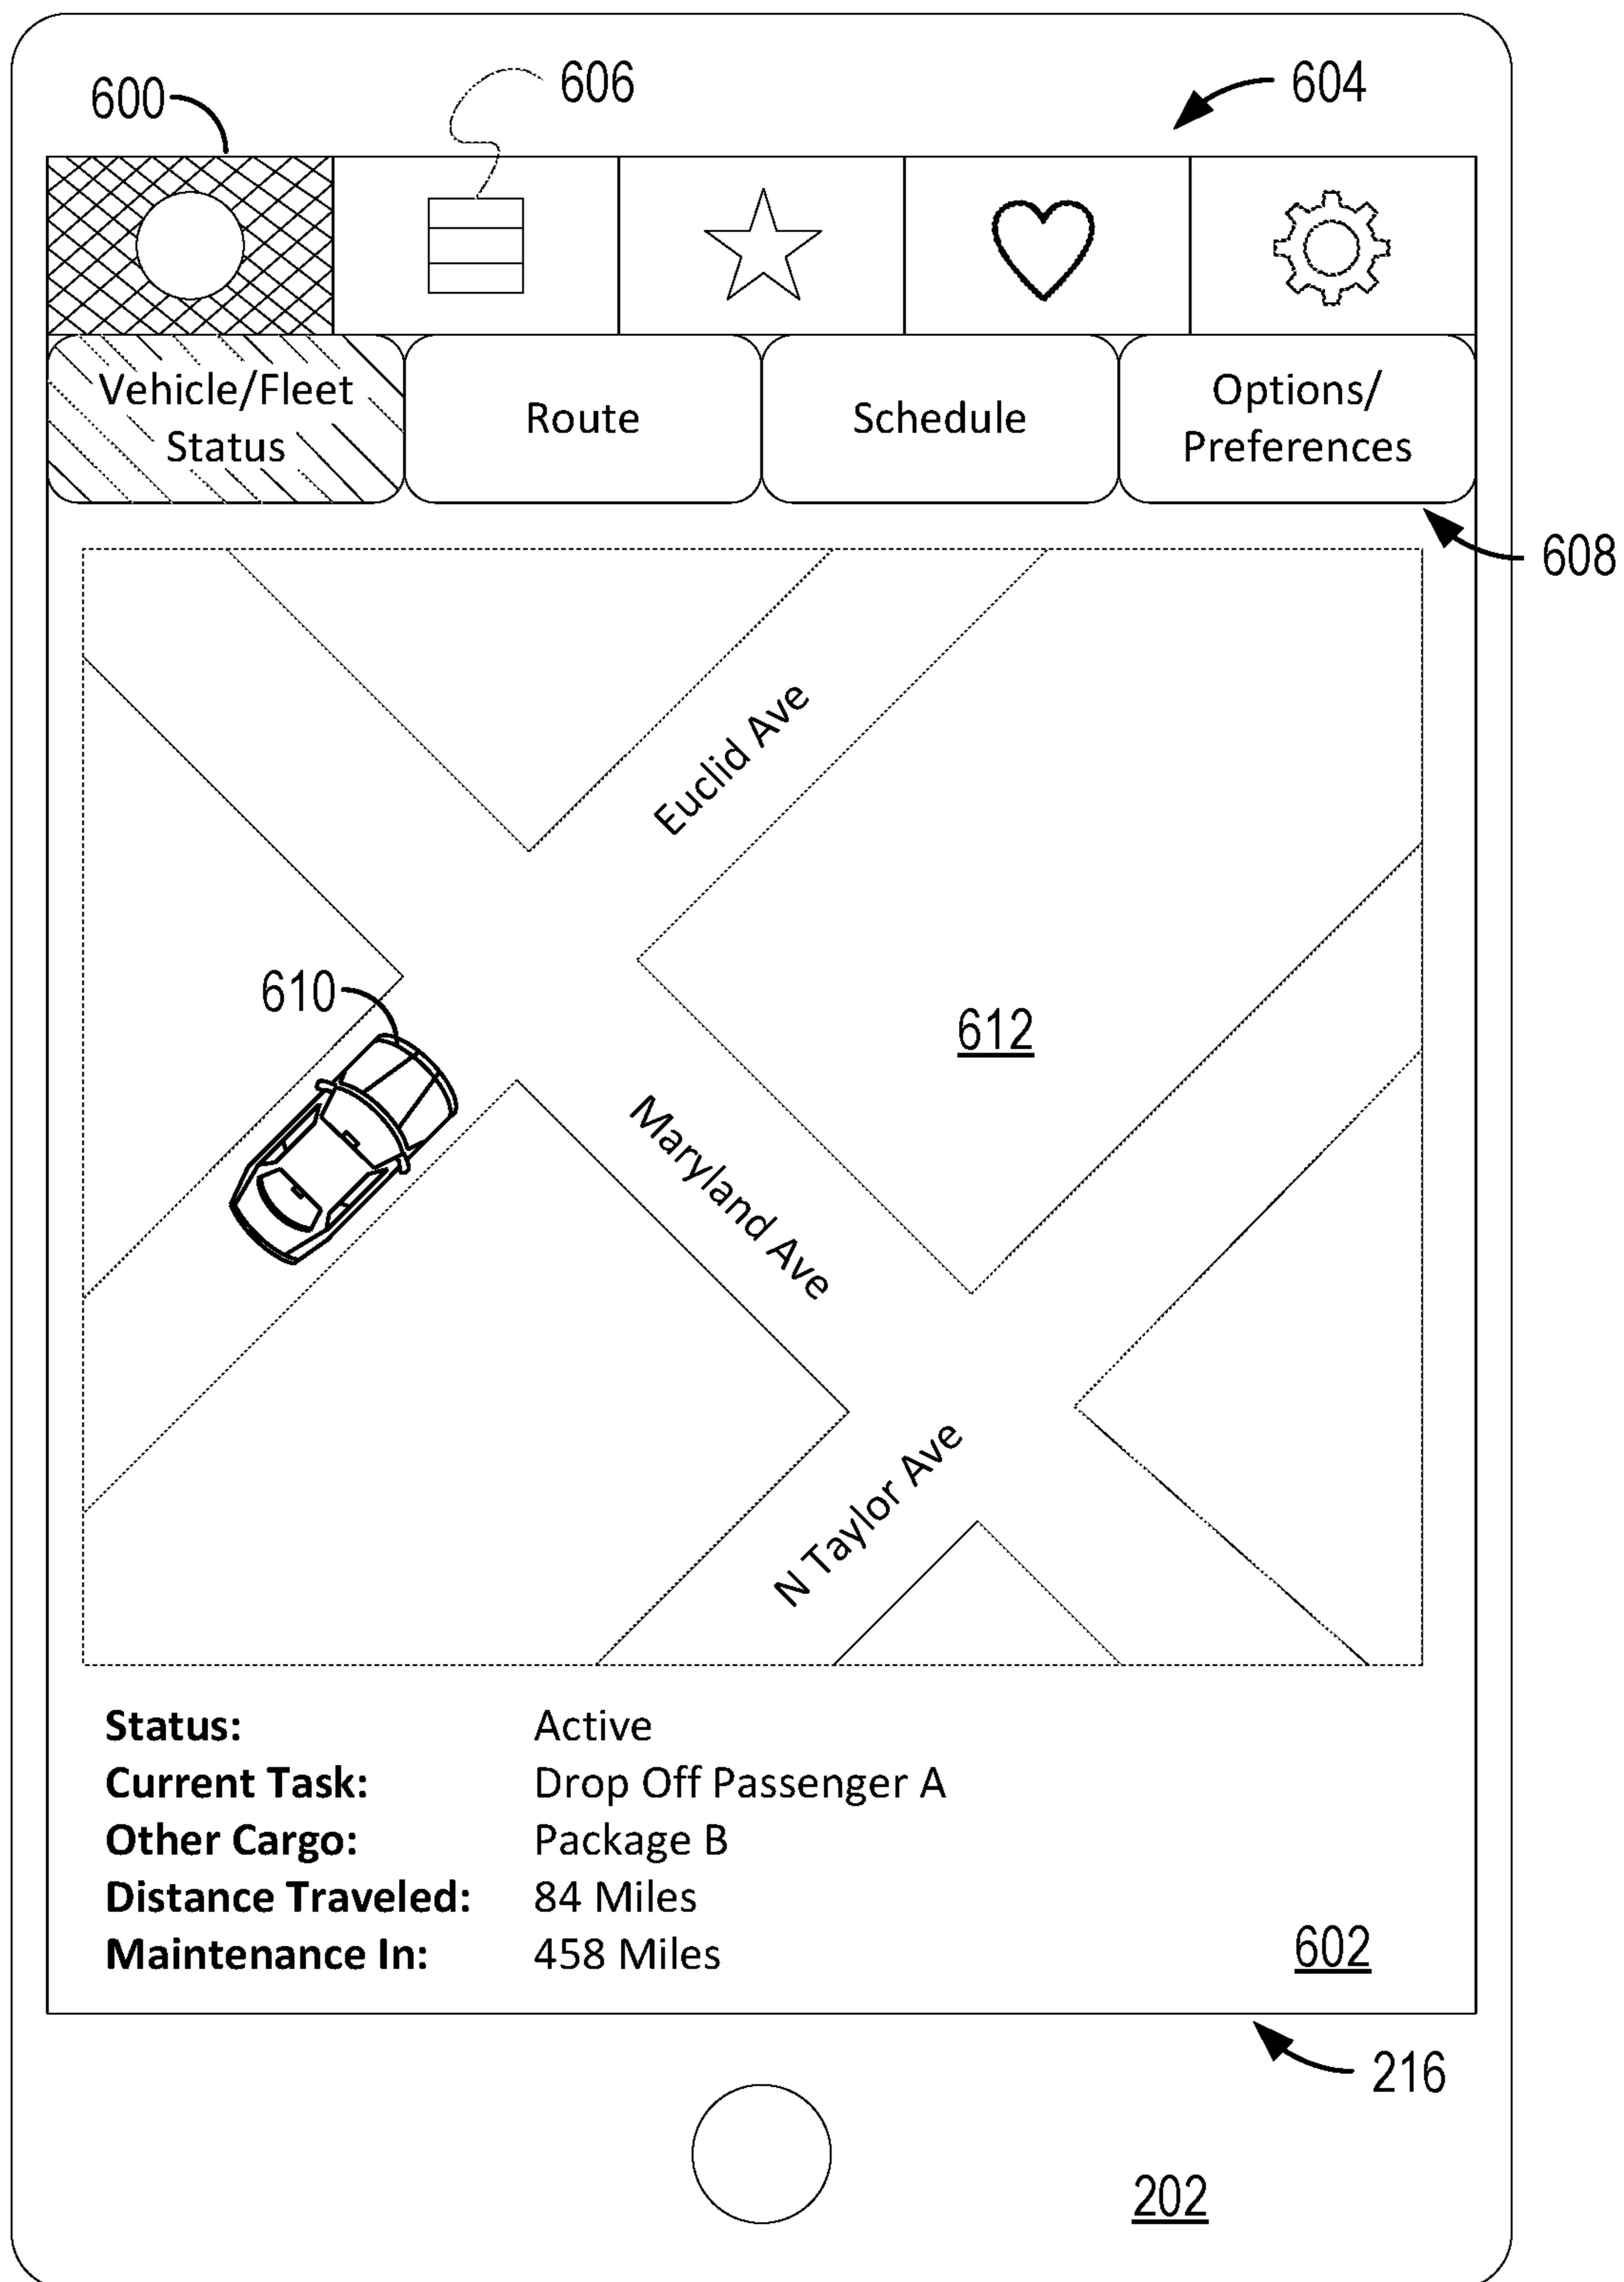 600
606
604
Vehicle/Fleet
Status
Route
Schedule
Options/
Preferences
608
Euclid Ave
610
612
Maryland Ave
N Taylor Ave
Status: Active
Current Task: Drop Off Passenger A
Other Cargo: Package B
Distance Traveled: 84 Miles
Maintenance In: 458 Miles
602
216
202